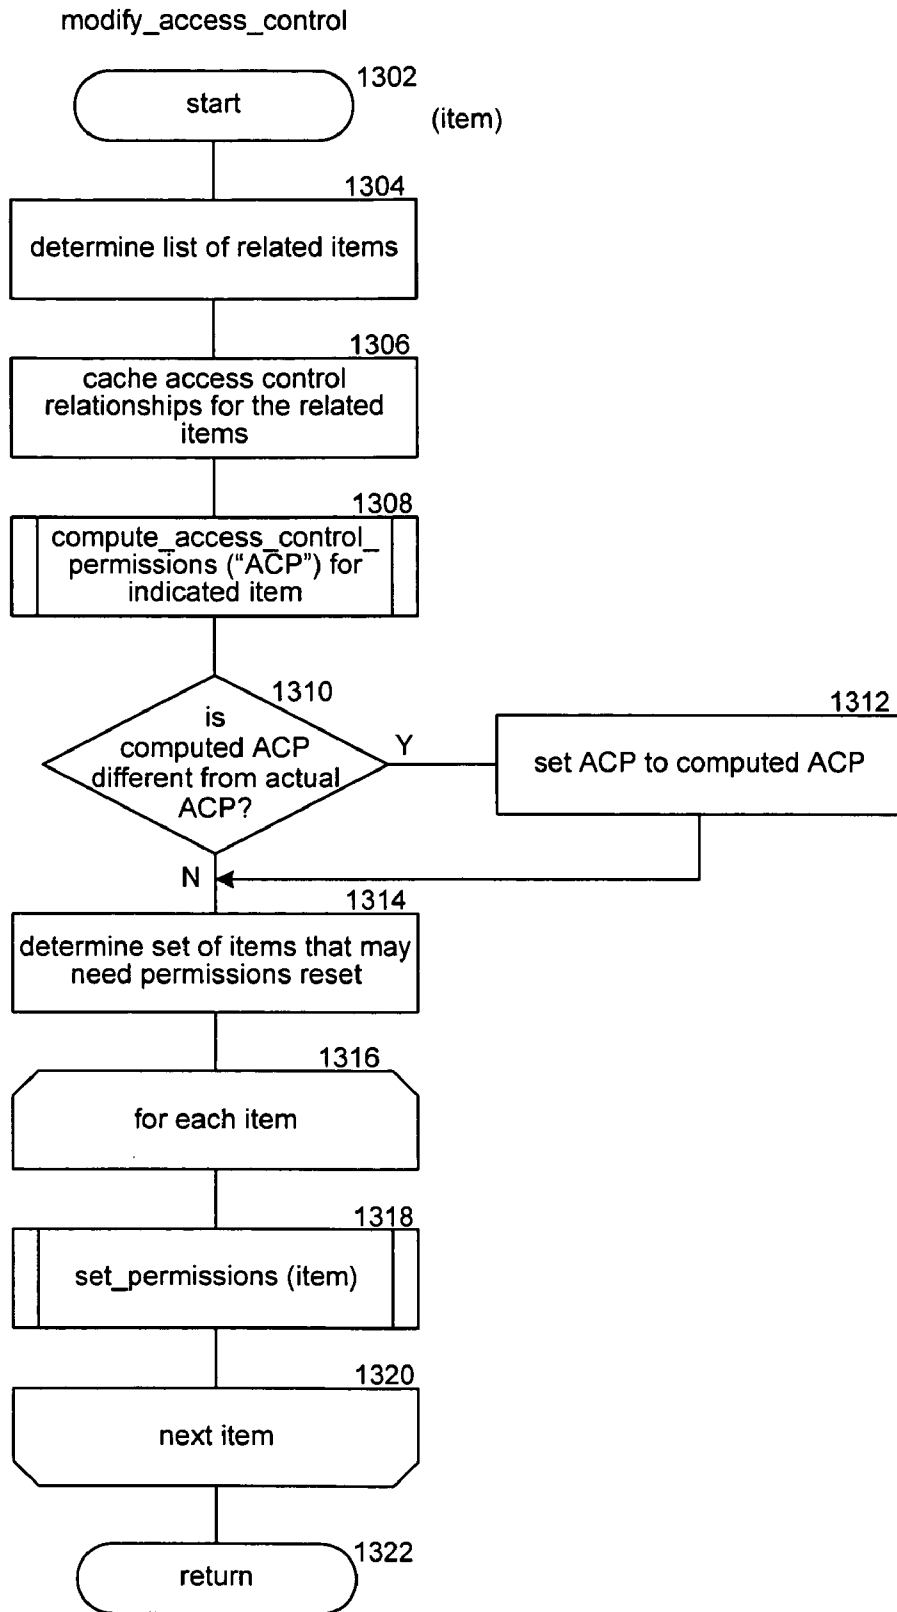 modify_access_control
1302
start
(item)
1304
determine list of related items
1306
cache access control
relationships for the related
items
1308
compute_access_control_
permissions (“ACP”) for
indicated item
1310
is
computed ACP
different from actual
ACP?
Y
1312
set ACP to computed ACP
N
1314
determine set of items that may
need permissions reset
1316
for each item
1318
set_permissions (item)
1320
next item
1322
return